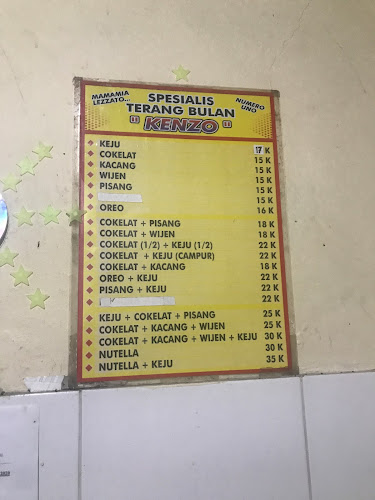 MAMAMIA
LEZZATO...
SPESIALIS
TERANG BULAN
" KENZO "
NUMERO
UNO
KEJU 17 K
COKELAT 15 K
KACANG 15 K
WIJEN 15 K
PISANG 15 K
15 K
OREO 16 K
COKELAT + PISANG 18 K
COKELAT + WIJEN 18 K
COKELAT (1/2) + KEJU (1/2) 22 K
COKELAT + KEJU (CAMPUR) 22 K
COKELAT + KACANG 18 K
OREO + KEJU 22 K
PISANG + KEJU 22 K
22 K
KEJU + COKELAT + PISANG 25 K
COKELAT + KACANG + WIJEN 25 K
COKELAT + KACANG + WIJEN + KEJU 30 K
NUTELLA 30 K
NUTELLA + KEJU 35 K